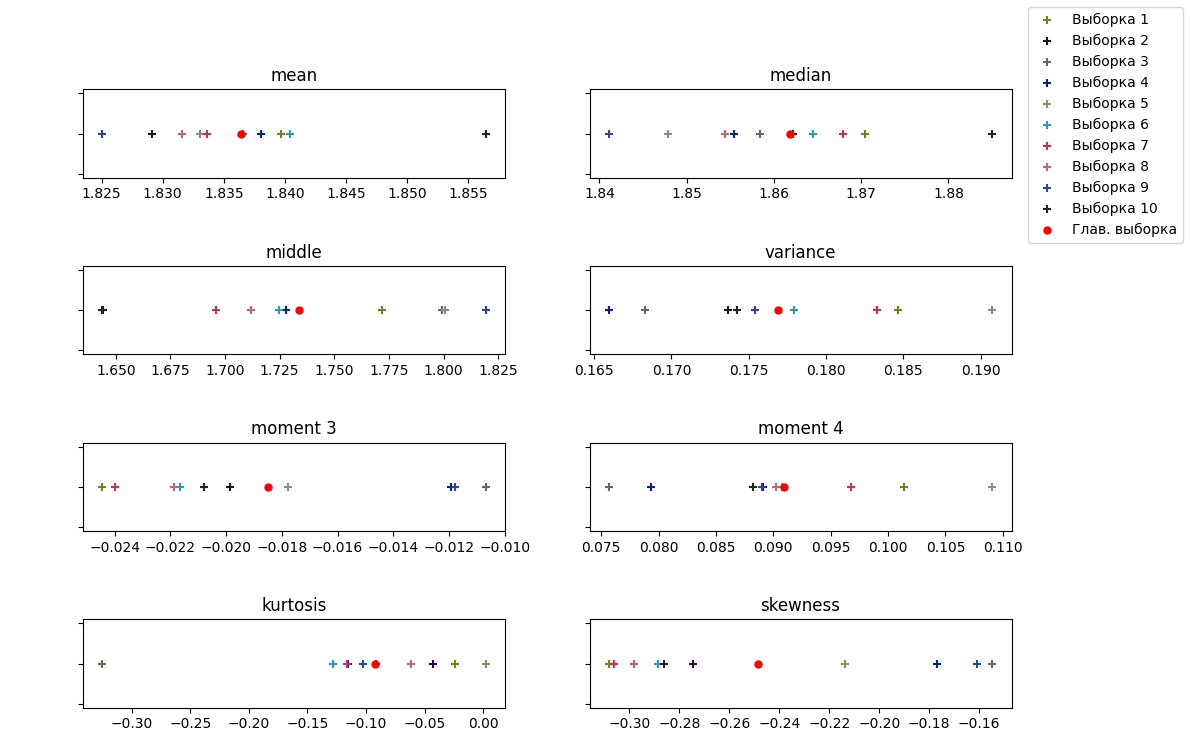 mean
1.825 1.830 1.835 1.840 1.845 1.850 1.855
median
1.84 1.85 1.86 1.87 1.88
Выборка 1
Выборка 2
Выборка 3
Выборка 4
Выборка 5
Выборка 6
Выборка 7
Выборка 8
Выборка 9
Выборка 10
Глав. выборка
middle
1.650 1.675 1.700 1.725 1.750 1.775 1.800 1.825
variance
0.165 0.170 0.175 0.180 0.185 0.190
moment 3
−0.024 −0.022 −0.020 −0.018 −0.016 −0.014 −0.012 −0.010
moment 4
0.075 0.080 0.085 0.090 0.095 0.100 0.105 0.110
kurtosis
−0.30 −0.25 −0.20 −0.15 −0.10 −0.05 0.00
skewness
−0.30 −0.28 −0.26 −0.24 −0.22 −0.20 −0.18 −0.16